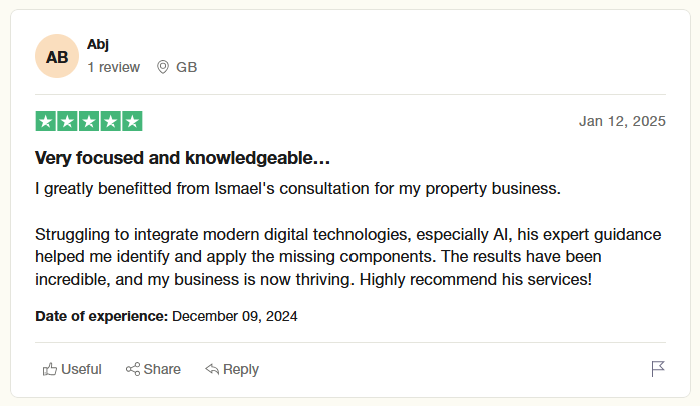 AB
Abj
1 review GB
Jan 12, 2025
Very focused and knowledgeable…
I greatly benefitted from Ismael's consultation for my property business.
Struggling to integrate modern digital technologies, especially AI, his expert guidance
helped me identify and apply the missing components. The results have been
incredible, and my business is now thriving. Highly recommend his services!
Date of experience: December 09, 2024
Useful Share Reply